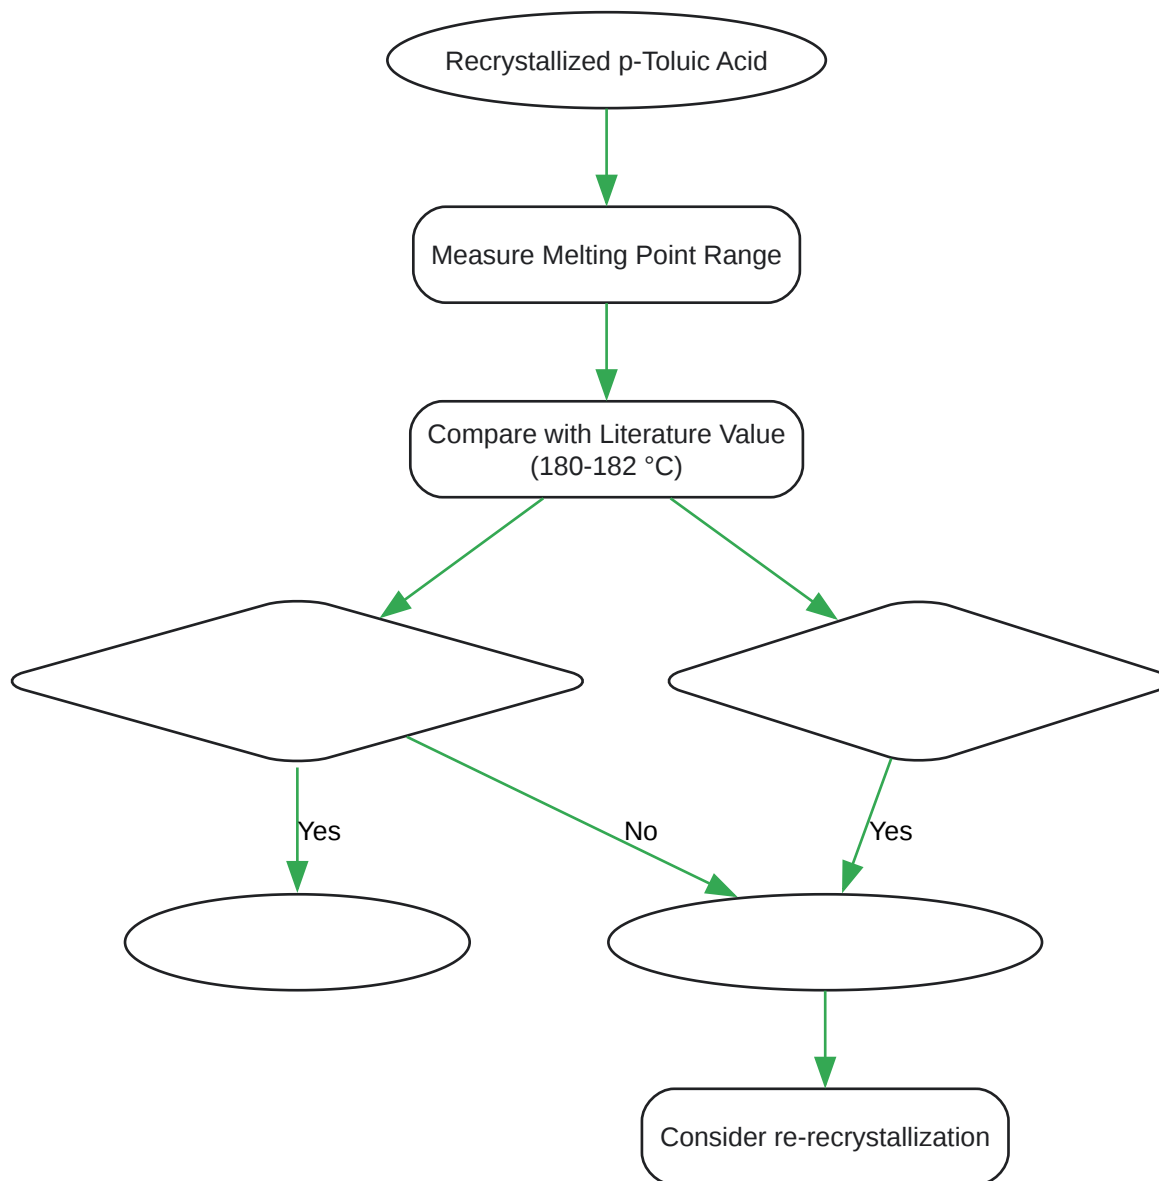 Recrystallized p-Toluic Acid
Measure Melting Point Range
Compare with Literature Value
(180-182 °C)
Yes
No
Yes
Consider re-recrystallization